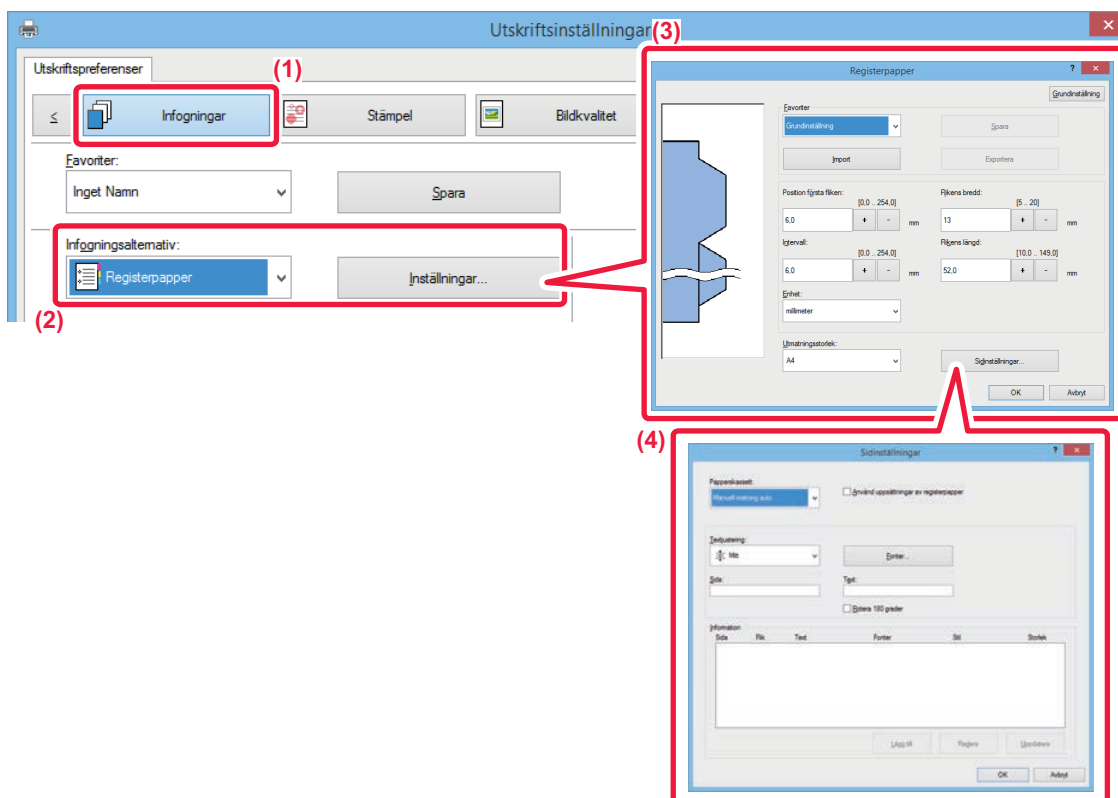 Utskriftsinställningar
(3)
Utskriftspreferenser
(1)
Infogningar
Stämpel
Bildkvalitet
Favoriter:
Inget Namn
Spara
Infogningsalternativ:
Registerpapper
Inställningar...
(2)
Registerpapper
Grundinställning
Favoriter
Grundinställning
Spara
Import
Exportera
Position första fliken:
Flikens bredd:
[0,0 .. 254,0]
[5 .. 20]
6,0
+
-
mm
13
+
-
mm
Intervall:
Flikens längd:
[0,0 .. 254,0]
[10,0 .. 149,0]
6,0
+
-
mm
52,0
+
-
mm
Enhet:
millimeter
Utmatningsstorlek:
A4
Sidinställningar...
OK
Avbryt
(4)
Sidinställningar
Papperskassett:
Manuell matning auto
Använd uppsättningar av registerpapper
Textjustering:
Mitt
Fonter...
Sida:
Text:
Rotera 180 grader
Information
Sida Flik Text Fonter Stil Storlek
Lägg till
Uppdatera
OK
Avbryt